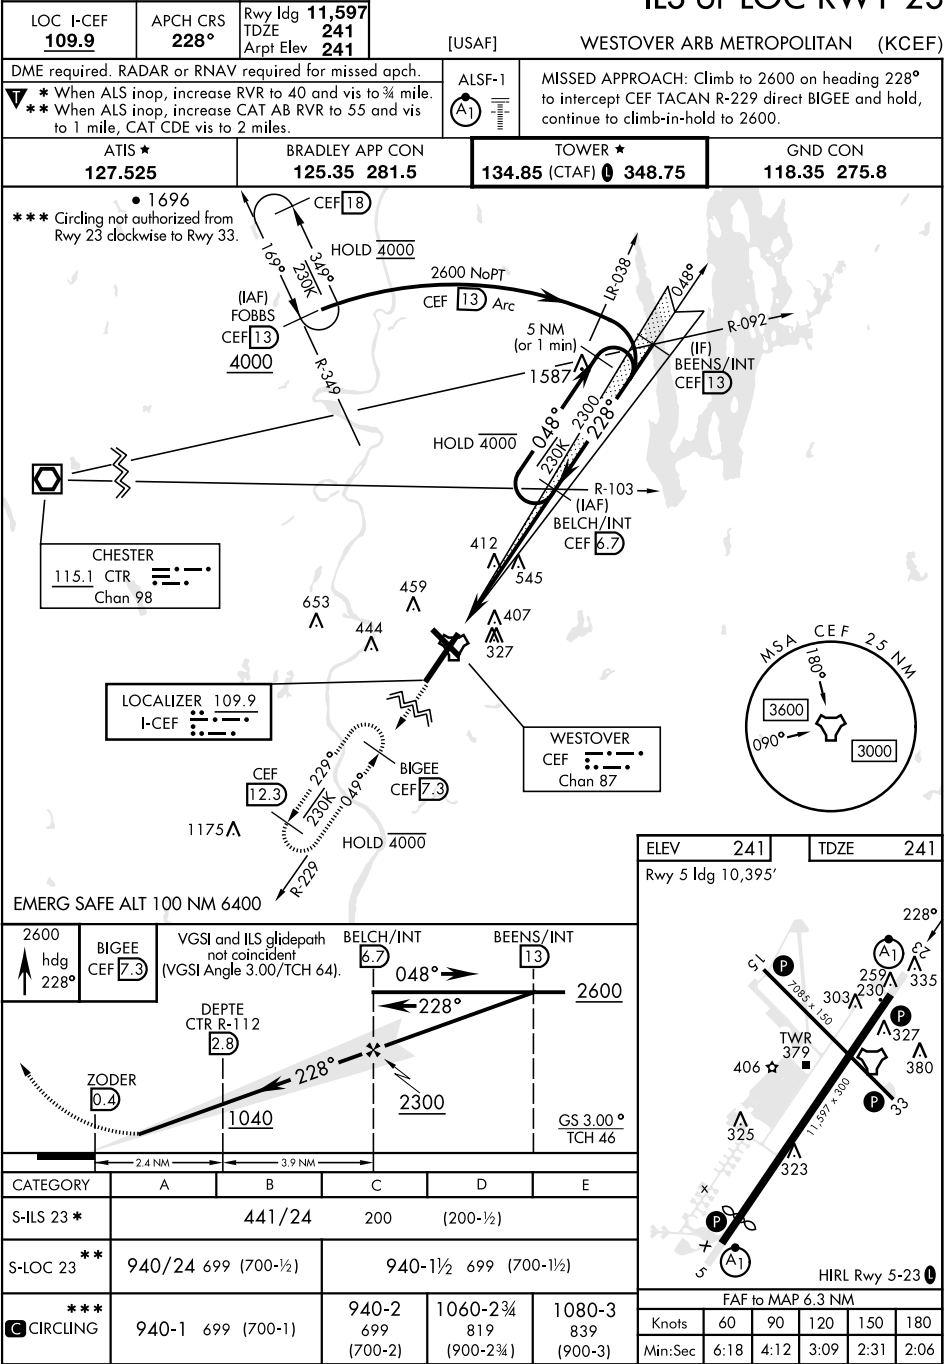 ILS or LOC RWY 23
LOC I-CEF
109.9
APCH CRS
228°
Rwy ldg 11,597
TDZE 241
Arpt Elev 241
[USAF]
WESTOVER ARB METROPOLITAN (KCEF)
DME required. RADAR or RNAV required for missed apch.
T
* When ALS inop, increase RVR to 40 and vis to ¾ mile.
** When ALS inop, increase CAT AB RVR to 55 and vis
to 1 mile, CAT CDE vis to 2 miles.
ALSF-1
A1
MISSED APPROACH: Climb to 2600 on heading 228°
to intercept CEF TACAN R-229 direct BIGEE and hold,
continue to climb-in-hold to 2600.
ATIS ★
127.525
BRADLEY APP CON
125.35 281.5
TOWER ★
134.85 (CTAF) L 348.75
GND CON
118.35 275.8
1696
*** Circling not authorized from
Rwy 23 clockwise to Rwy 33.
CEF 18
HOLD 4000
169°
349°
230K
(IAF)
FOBBS
CEF 13
4000
R-349
2600 NoPT
CEF 13 Arc
LR-038
048°
R-092
5 NM
(or 1 min)
1587
(IF)
BEENS/INT
CEF 13
HOLD 4000
048°
230K
2300
228°
R-103
(IAF)
BELCH/INT
CEF 6.7
CHESTER
115.1 CTR
Chan 98
412
545
459
653
444
407
327
LOCALIZER 109.9
I-CEF
WESTOVER
CEF
Chan 87
MSA CEF 25 NM
180°
3600
090°
3000
CEF
12.3
229°
230K
049°
BIGEE
CEF 7.3
1175
HOLD 4000
R-229
EMERG SAFE ALT 100 NM 6400
ELEV 241
TDZE 241
Rwy 5 ldg 10,395'
228°
23
A1
335
15
P
7085 x 150
259
230
303
P
327
TWR
379
406
380
P
33
11,597 x 300
325
323
P
5
A1
HIRL Rwy 5-23 L
2600
hdg
228°
BIGEE
CEF 7.3
VGSI and ILS glidepath
not coincident
(VGSI Angle 3.00/TCH 64).
BELCH/INT
6.7
BEENS/INT
13
048°
228°
2600
DEPTE
CTR R-112
2.8
228°
ZODER
0.4
1040
2300
GS 3.00°
TCH 46
2.4 NM
3.9 NM
CATEGORY A B C D E
S-ILS 23 * 441/24 200 (200-½)
S-LOC 23 ** 940/24 699 (700-½) 940-1½ 699 (700-1½)
***
C CIRCLING 940-1 699 (700-1)
940-2
699
(700-2)
1060-2¾
819
(900-2¾)
1080-3
839
(900-3)
FAF to MAP 6.3 NM
Knots 60 90 120 150 180
Min:Sec 6:18 4:12 3:09 2:31 2:06